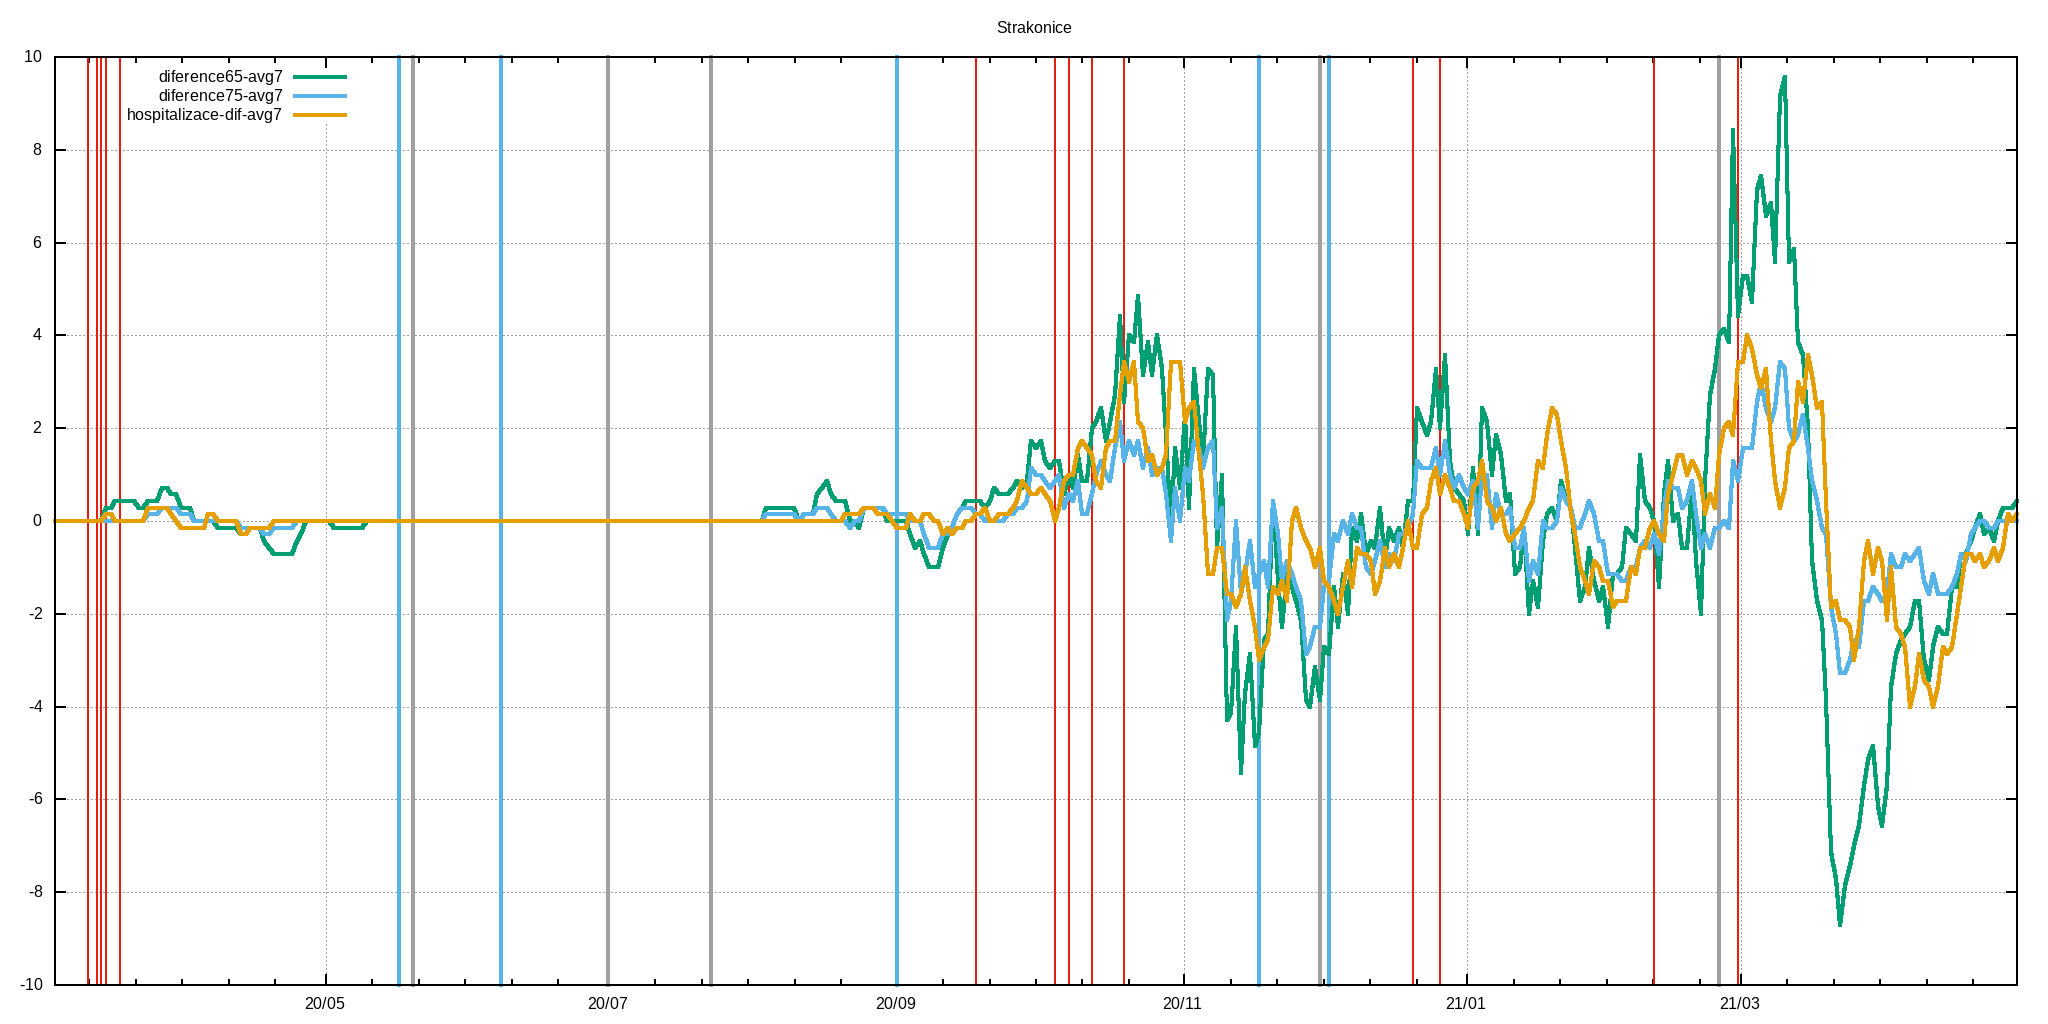 Strakonice
10
diference65-avg7
diference75-avg7
hospitalizace-dif-avg7
8
6
4
2
0
-2
-4
-6
-8
-10
20/05 20/07 20/09 20/11 21/01 21/03